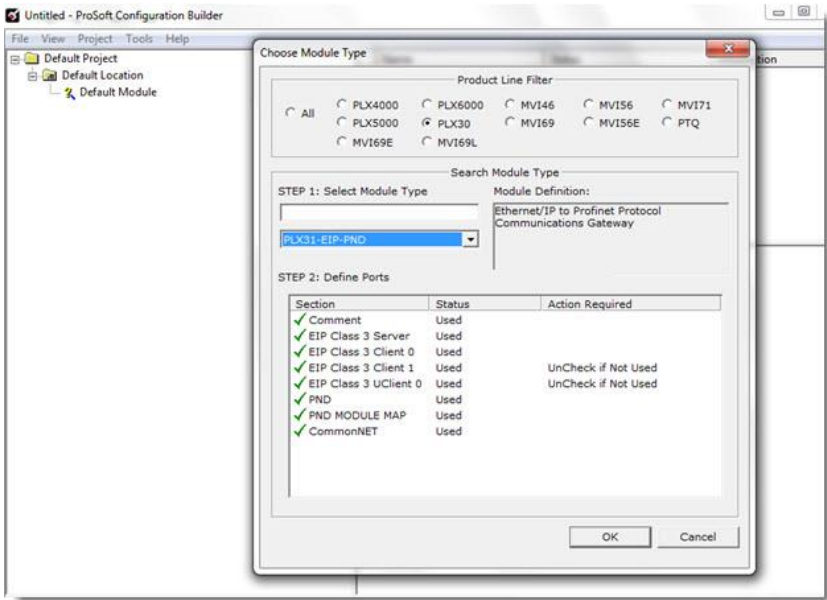 Untitled - ProSoft Configuration Builder
File View Project Tools Help
Default Project
Default Location
Default Module
tion
Choose Module Type
Product Line Filter
All
PLX4000 PLX6000 MVI46 MVI56 MVI71
PLX5000 PLX30 MVI69 MVI56E PTQ
MVI69E MVI69L
Search Module Type
STEP 1: Select Module Type
Module Definition:
PLX31-EIP-PND
Ethernet/IP to Profinet Protocol
Communications Gateway
STEP 2: Define Ports
Section Status Action Required
Comment Used
EIP Class 3 Server Used
EIP Class 3 Client 0 Used
EIP Class 3 Client 1 Used UnCheck if Not Used
EIP Class 3 UClient 0 Used UnCheck if Not Used
PND Used
PND MODULE MAP Used
CommonNET Used
OK Cancel